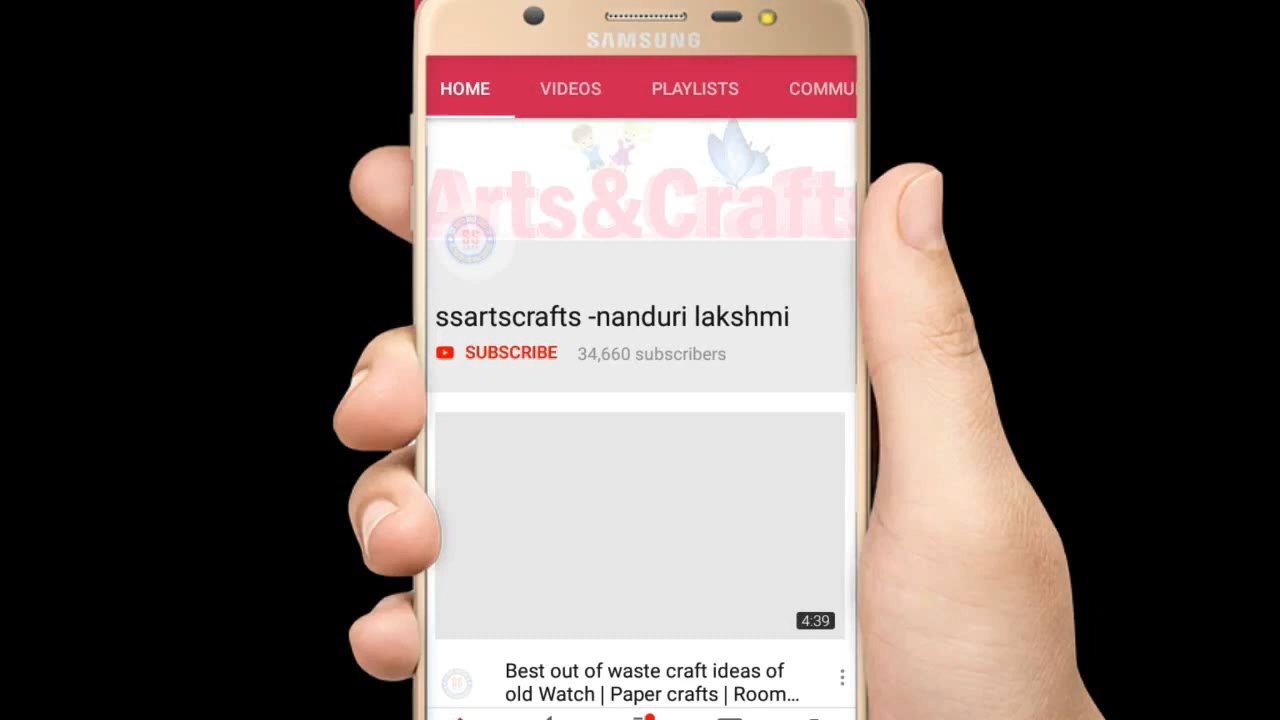 SAMSUNG
HOME VIDEOS PLAYLISTS COMMU
Arts&Crafts
SS
ssartscrafts -nanduri lakshmi
SUBSCRIBE 34,660 subscribers
4:39
Best out of waste craft ideas of
old Watch | Paper crafts | Room...